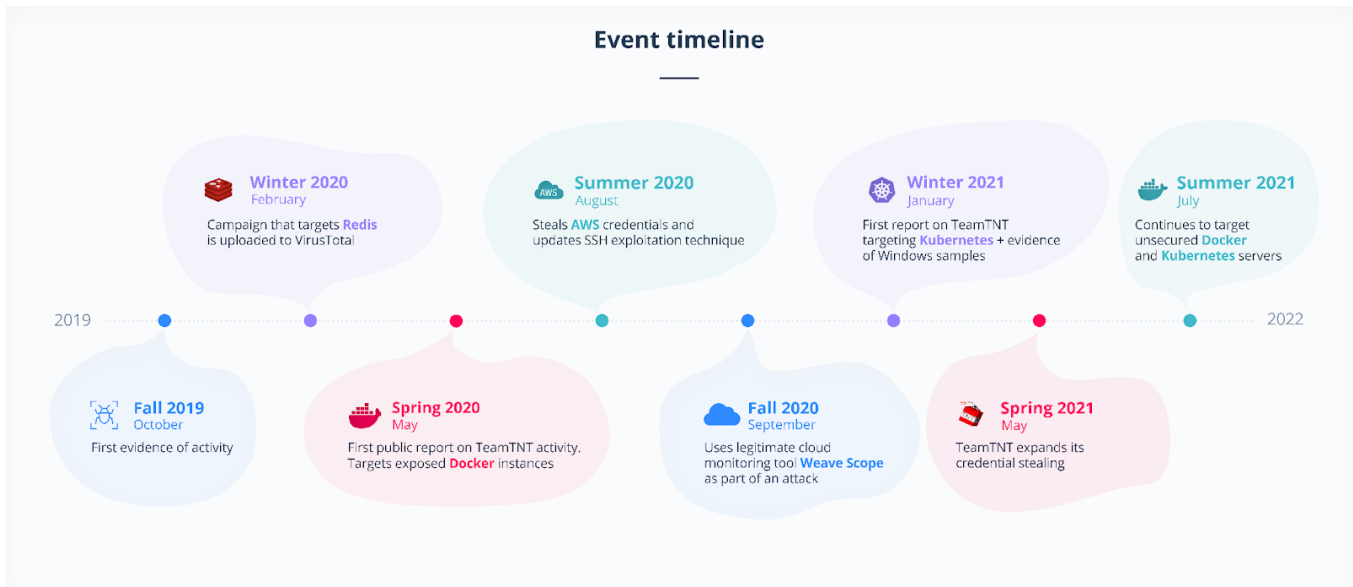 Event timeline
Winter 2020
February
Campaign that targets Redis
is uploaded to VirusTotal
AWS
Summer 2020
August
Steals AWS credentials and
updates SSH exploitation technique
Winter 2021
January
First report on TeamTNT
targeting Kubernetes + evidence
of Windows samples
Summer 2021
July
Continues to target
unsecured Docker
and Kubernetes servers
2019
2022
Fall 2019
October
First evidence of activity
Spring 2020
May
First public report on TeamTNT activity.
Targets exposed Docker instances
Fall 2020
September
Uses legitimate cloud
monitoring tool Weave Scope
as part of an attack
Spring 2021
May
TeamTNT expands its
credential stealing